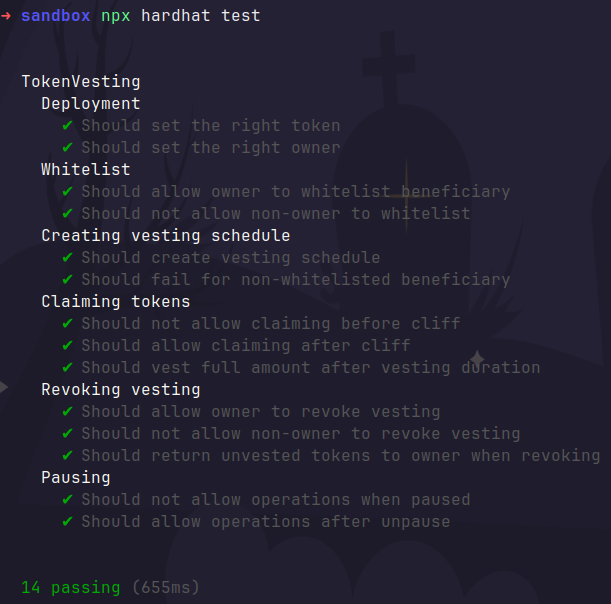 → sandbox npx hardhat test
TokenVesting
Deployment
✔ Should set the right token
✔ Should set the right owner
Whitelist
✔ Should allow owner to whitelist beneficiary
✔ Should not allow non-owner to whitelist
Creating vesting schedule
✔ Should create vesting schedule
✔ Should fail for non-whitelisted beneficiary
Claiming tokens
✔ Should not allow claiming before cliff
✔ Should allow claiming after cliff
✔ Should vest full amount after vesting duration
Revoking vesting
✔ Should allow owner to revoke vesting
✔ Should not allow non-owner to revoke vesting
✔ Should return unvested tokens to owner when revoking
Pausing
✔ Should not allow operations when paused
✔ Should allow operations after unpause
14 passing (655ms)